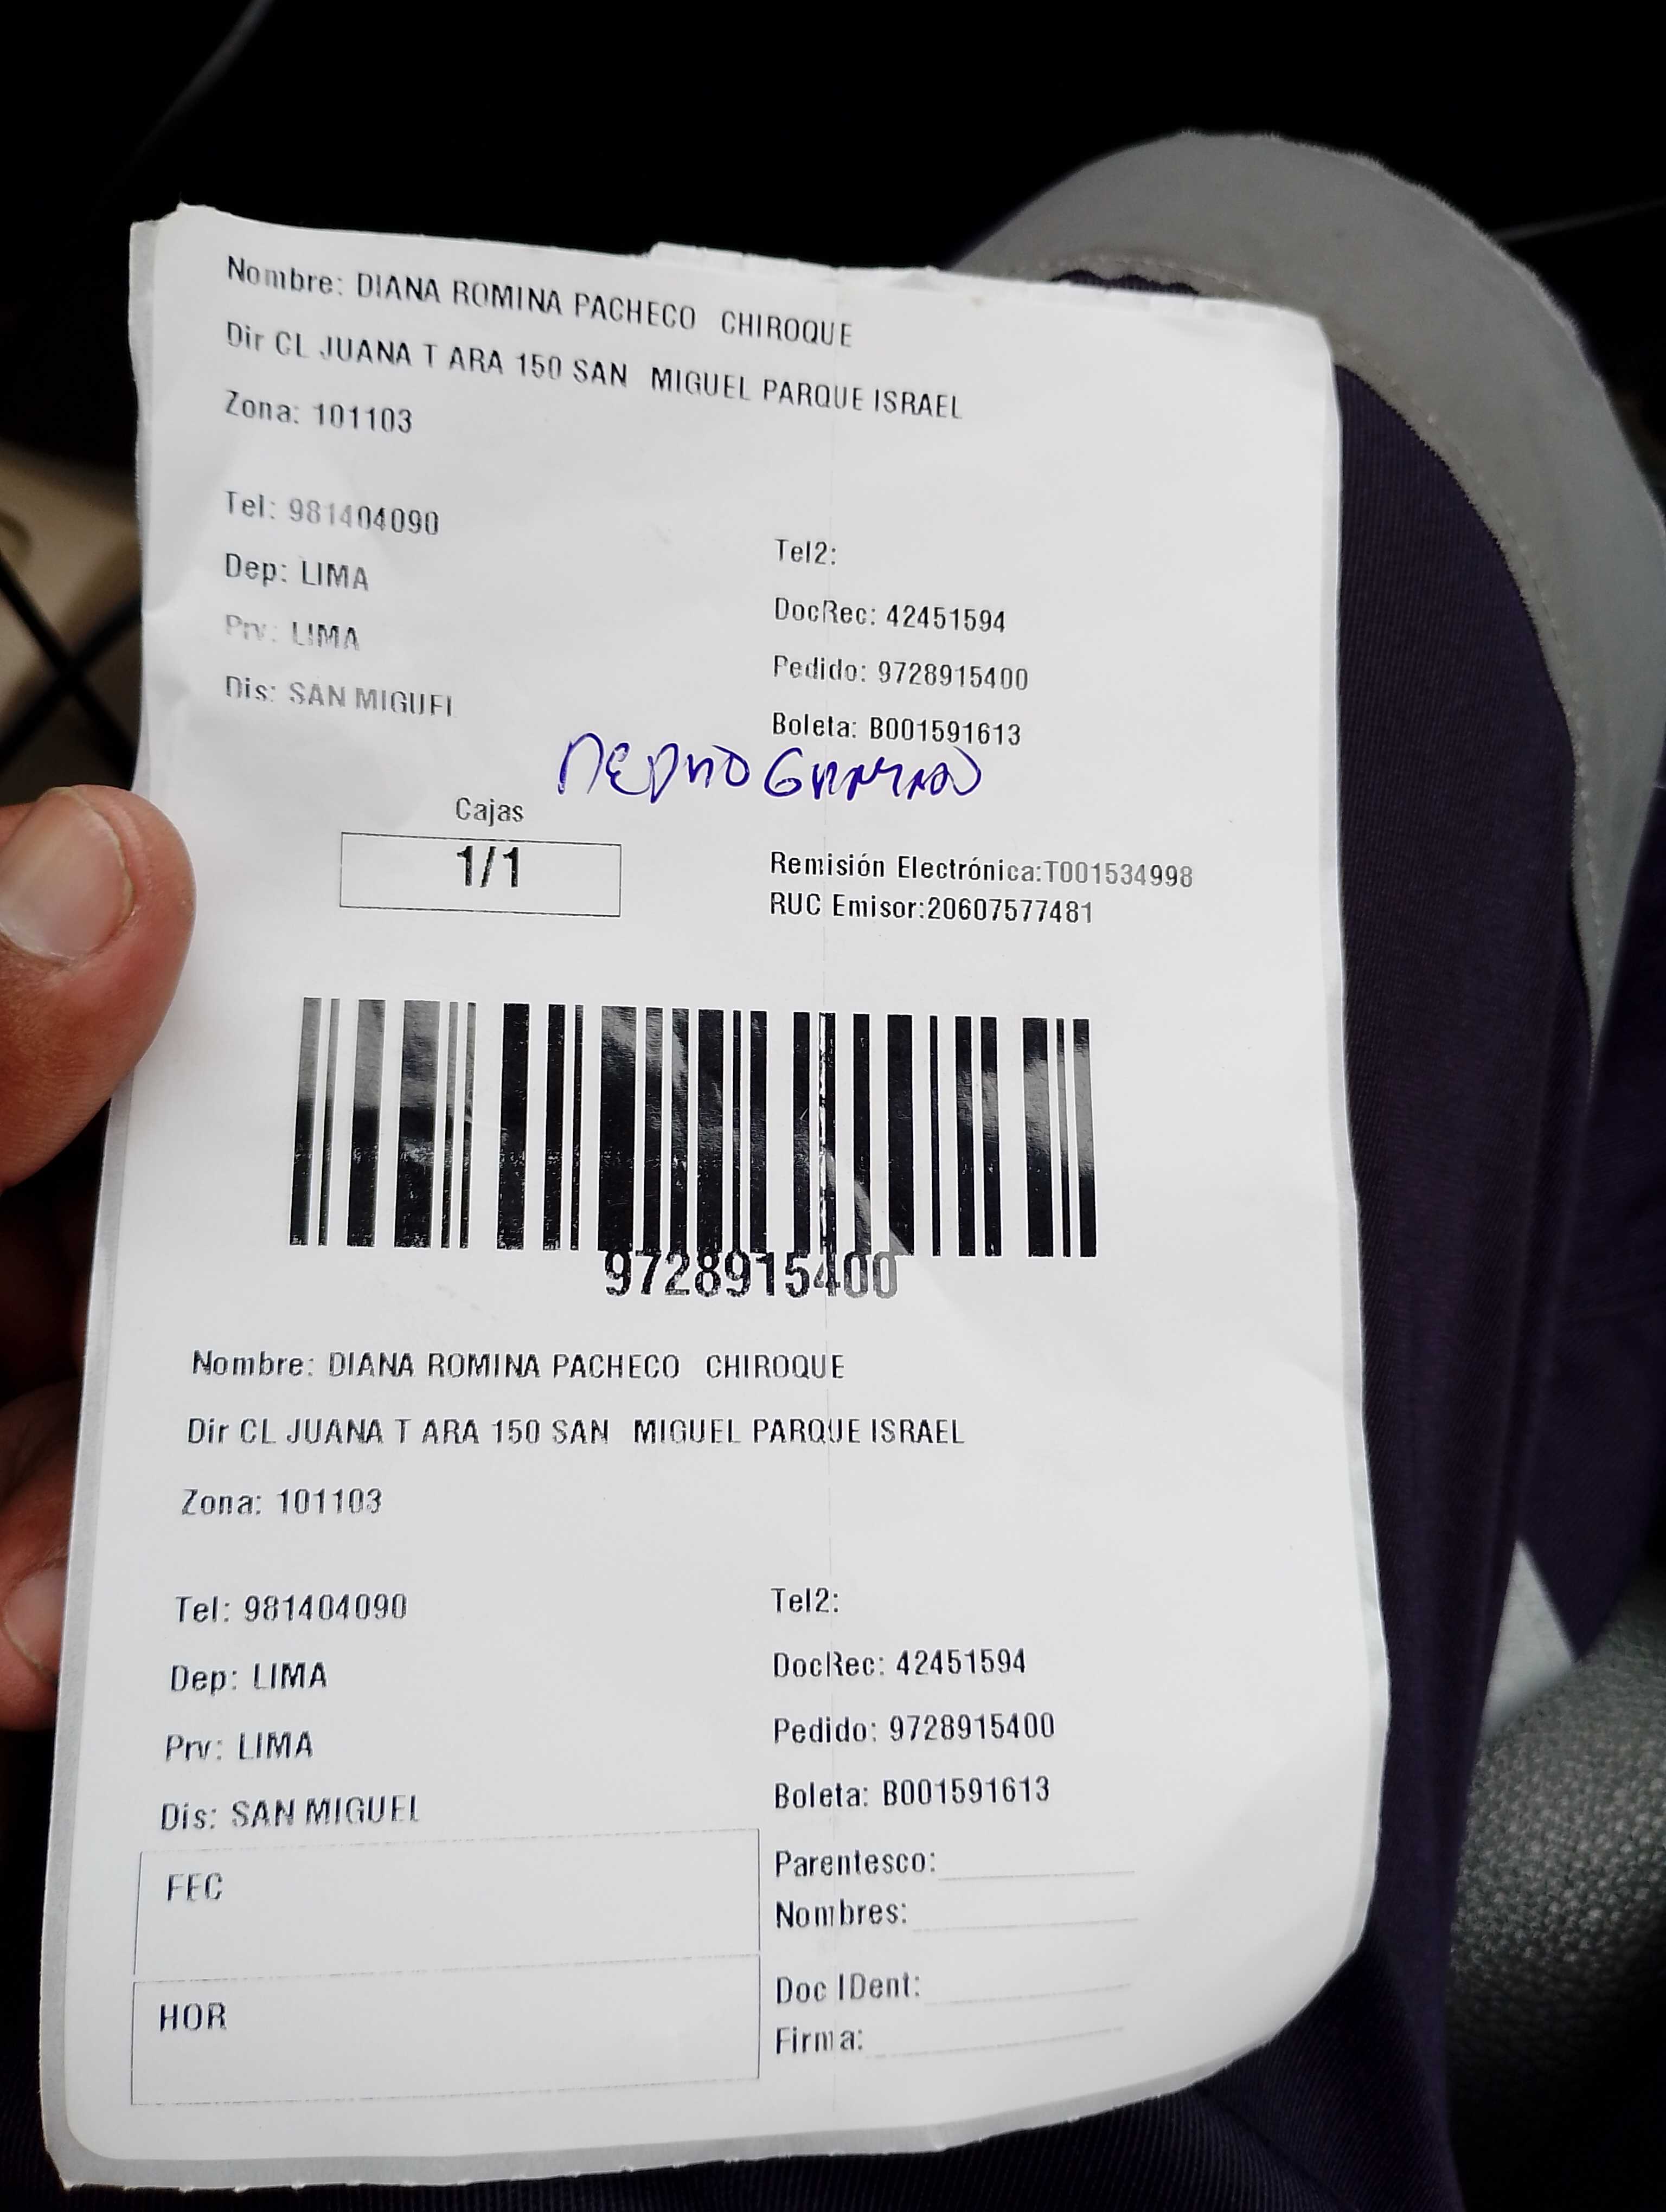 Nombre: DIANA ROMINA PACHECO CHIROQUE
Dir CL JUANA T ARA 150 SAN MIGUEL PARQUE ISRAEL
Zona: 101103
Tel: 981404090
Dep: LIMA
Prv: LIMA
Dis: SAN MIGUEL
Tel2:
DocRec: 42451594
Pedido: 9728915400
Boleta: B001591613
Cajas
1/1
Remisión Electrónica:T001534998
RUC Emisor:20607577481
9728915400
Nombre: DIANA ROMINA PACHECO CHIROQUE
Dir CL JUANA T ARA 150 SAN MIGUEL PARQUE ISRAEL
Zona: 101103
Tel: 981404090
Dep: LIMA
Prv: LIMA
Dis: SAN MIGUEL
Tel2:
DocRec: 42451594
Pedido: 9728915400
Boleta: B001591613
FEC
HOR
Parentesco:
Nombres:
Doc IDent:
Firma: